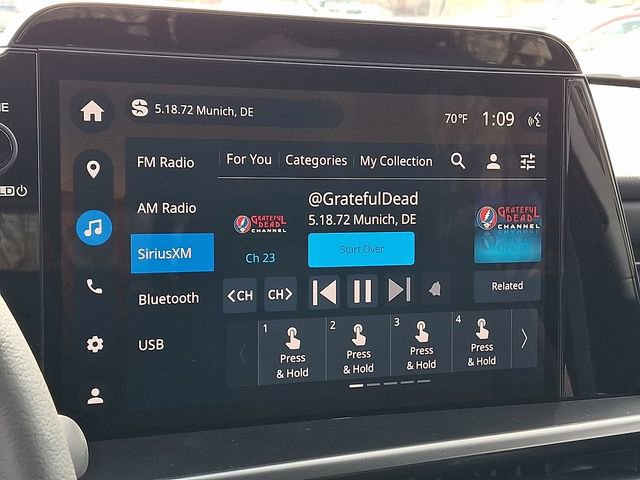 5.18.72 Munich, DE
70°F 1:09
FM Radio
For You
Categories
My Collection
AM Radio
@GratefulDead
5.18.72 Munich, DE
GRATEFUL
DEAD
CHANNEL
GRATEFUL
DEAD
CHANNEL
SiriusXM
Ch 23
Start Over
Bluetooth
<CH
CH>
Related
USB
1
Press
& Hold
2
Press
& Hold
3
Press
& Hold
4
Press
& Hold